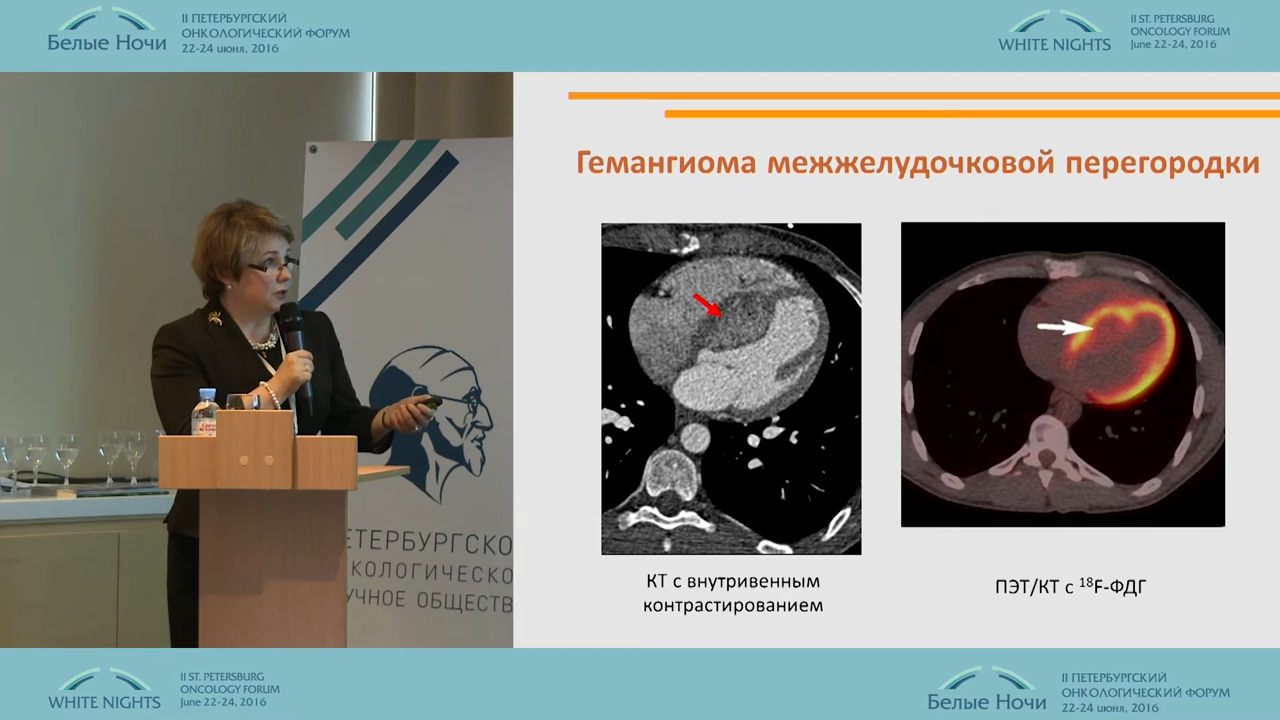 Белые Ночи
II ПЕТЕРБУРГСКИЙ
ОНКОЛОГИЧЕСКИЙ ФОРУМ
22-24 июня, 2016
WHITE NIGHTS
II ST. PETERSBURG
ONCOLOGY FORUM
June 22-24, 2016
Гемангиома межжелудочковой перегородки
КТ с внутривенным
контрастированием
ПЭТ/КТ с ¹⁸F-ФДГ
ЕТЕРБУРГСКО
КОЛОГИЧЕСКО
УЧНОЕ ОБЩЕСТВ
WHITE NIGHTS
II ST. PETERSBURG
ONCOLOGY FORUM
June 22-24, 2016
Белые Ночи
II ПЕТЕРБУРГСКИЙ
ОНКОЛОГИЧЕСКИЙ ФОРУМ
22-24 июня, 2016